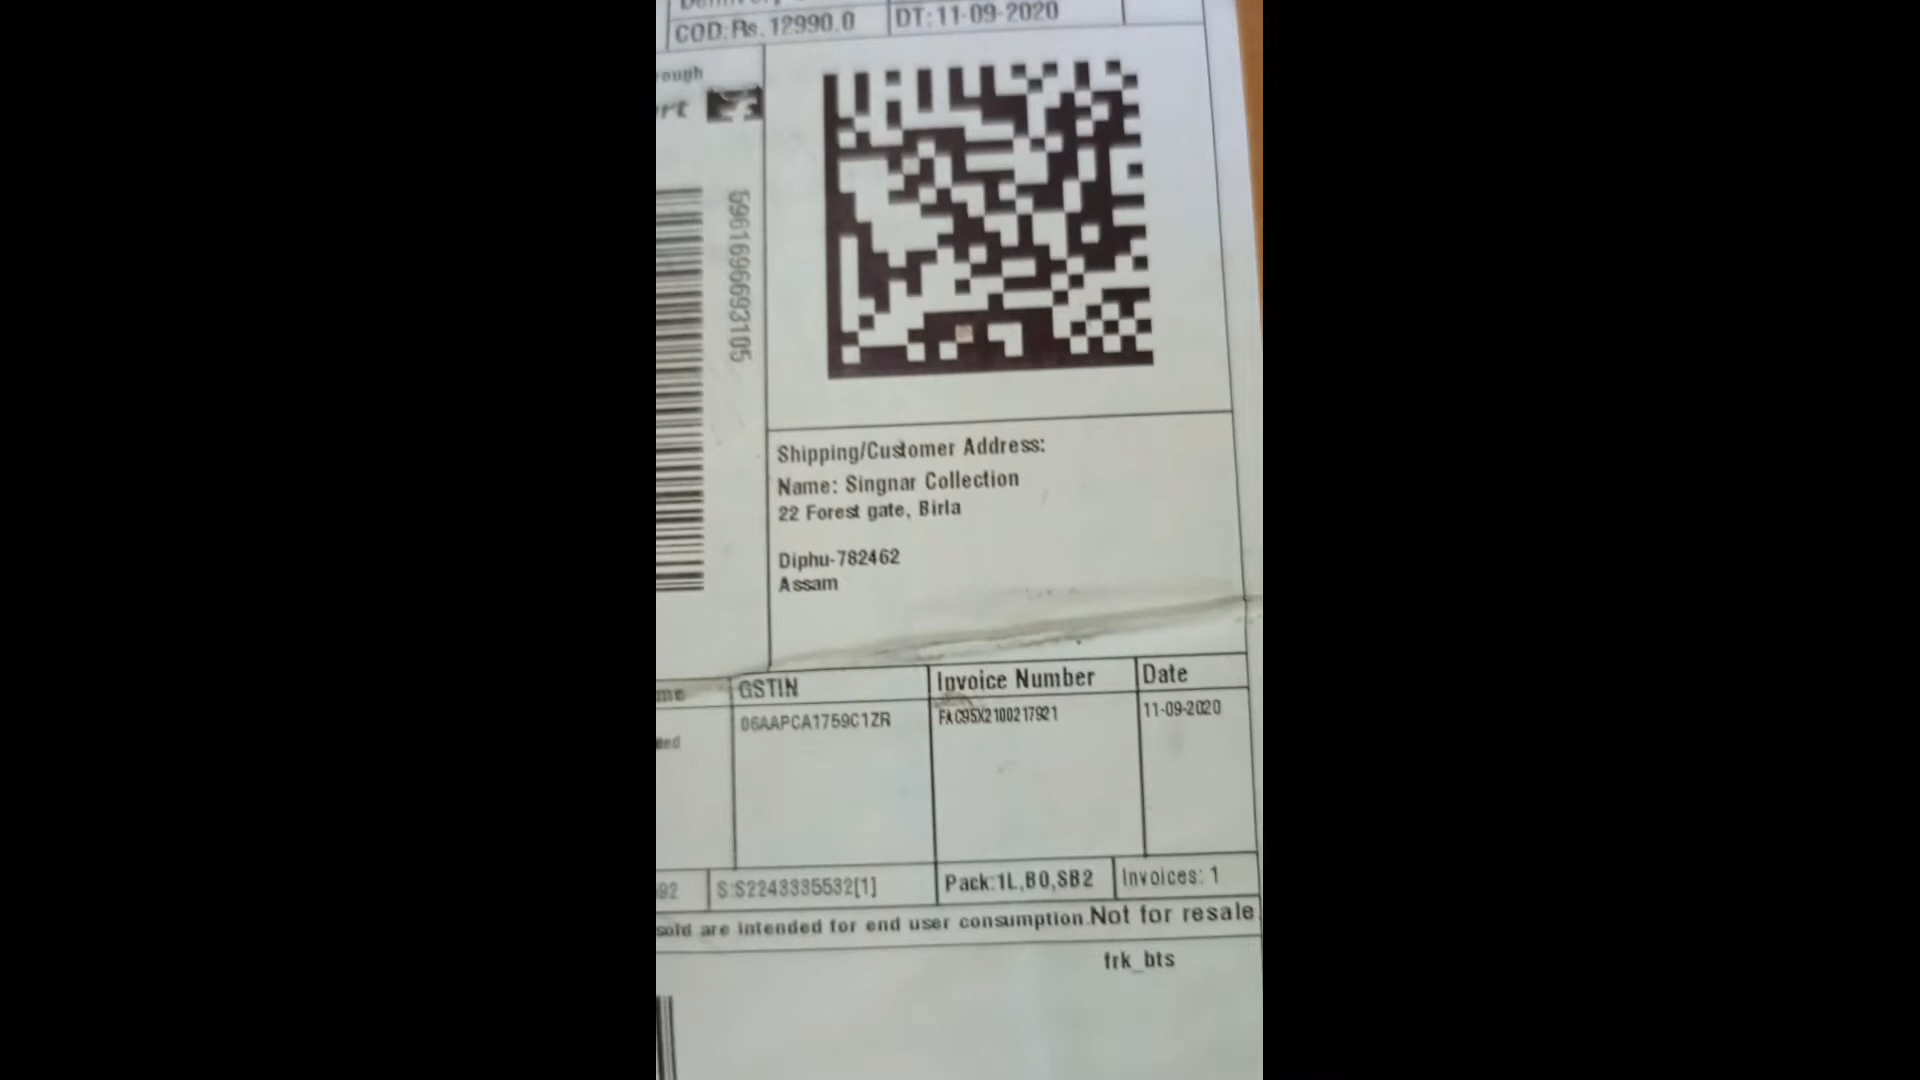 COD:Rs.12990.0
DT:11-09-2020
Shipping/Customer Address:
Name: Singnar Collection
22 Forest gate, Birla
Diphu-782462
Assam
GSTIN
Invoice Number
Date
06AAPCA1759C1ZR
FAC95X2100217921
11-09-2020
S:S2243335532[1]
Pack:1L,B0,SB2
Invoices: 1
sold are intended for end user consumption.Not for resale
frk_bts